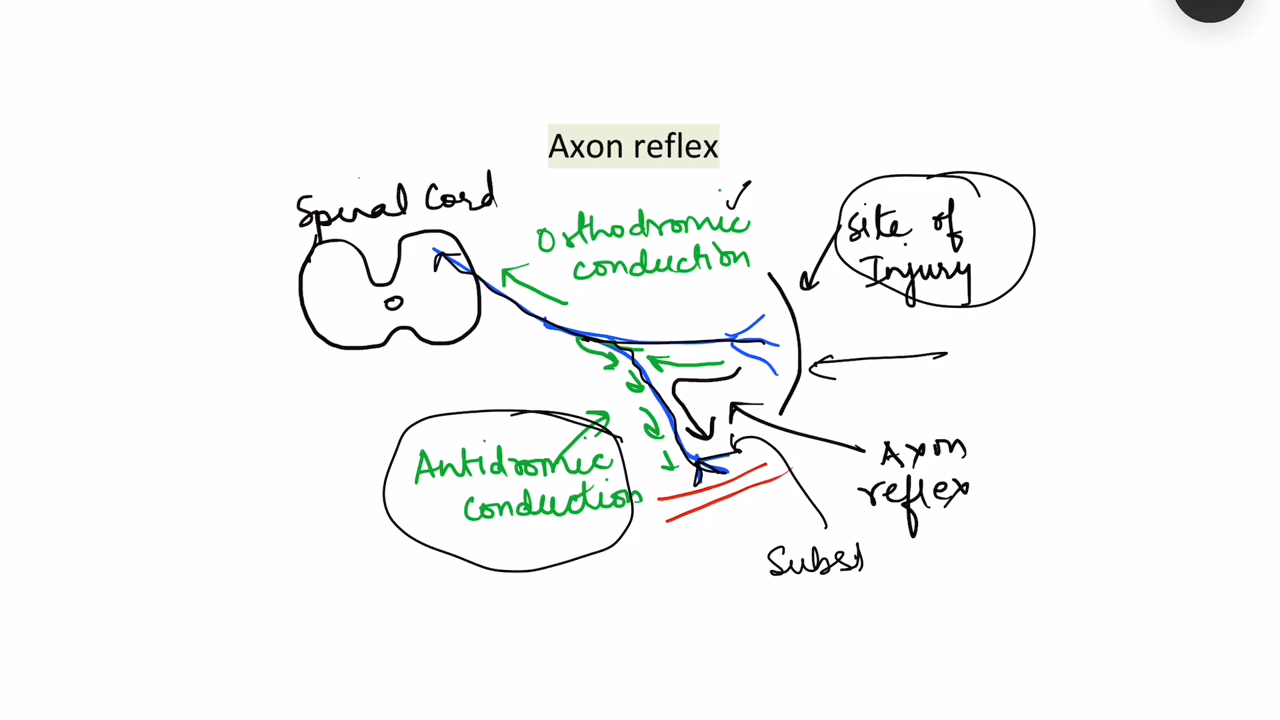 Axon reflex
Spinal Cord
Orthodromic
conduction
Site of
Injury
Antidromic
conduction
Axon
reflex
Subst